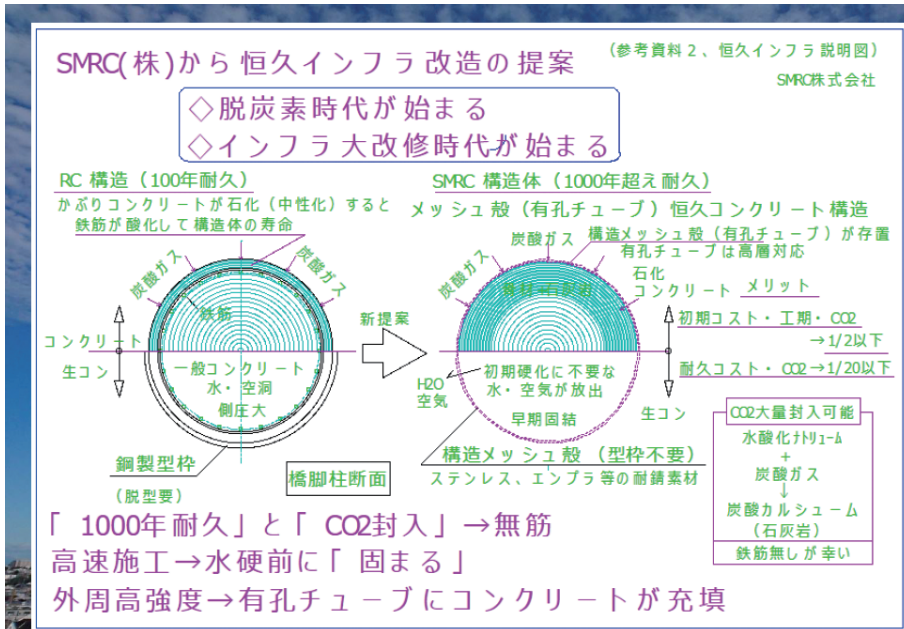 SMRC(株)から恒久インフラ改造の提案
(参考資料2、恒久インフラ説明図)
SMRC株式会社
◇脱炭素時代が始まる
◇インフラ大改修時代が始まる
RC 構造（100年耐久）
かぶりコンクリートが石化（中性化）すると
鉄筋が酸化して構造体の寿命
炭酸ガス
炭酸ガス
鉄筋
コンクリート
生コン
一般コンクリート
水・空洞
側圧大
鋼製型枠
（脱型要）
橋脚柱断面
新提案
SMRC 構造体（1000年超え耐久）
メッシュ殻（有孔チューブ）恒久コンクリート構造
炭酸ガス
構造メッシュ殻（有孔チューブ）が存置
有孔チューブは高層対応
炭酸ガス
石化
コンクリート
H2O
空気
初期硬化に不要な
水・空気が放出
早期固結
生コン
構造メッシュ殻（型枠不要）
ステンレス、エンプラ等の耐錆素材
メリット
初期コスト・工期・CO2
→1/2以下
耐久コスト・CO2→1/20以下
CO2大量封入可能
水酸化ﾅﾄﾘｭｰﾑ
+
炭酸ガス
↓
炭酸カルシューム
（石灰岩）
鉄筋無しが幸い
「 1000年耐久」と「 CO2封入」→無筋
高速施工→水硬前に「 固まる」
外周高強度→有孔チューブにコンクリートが充填